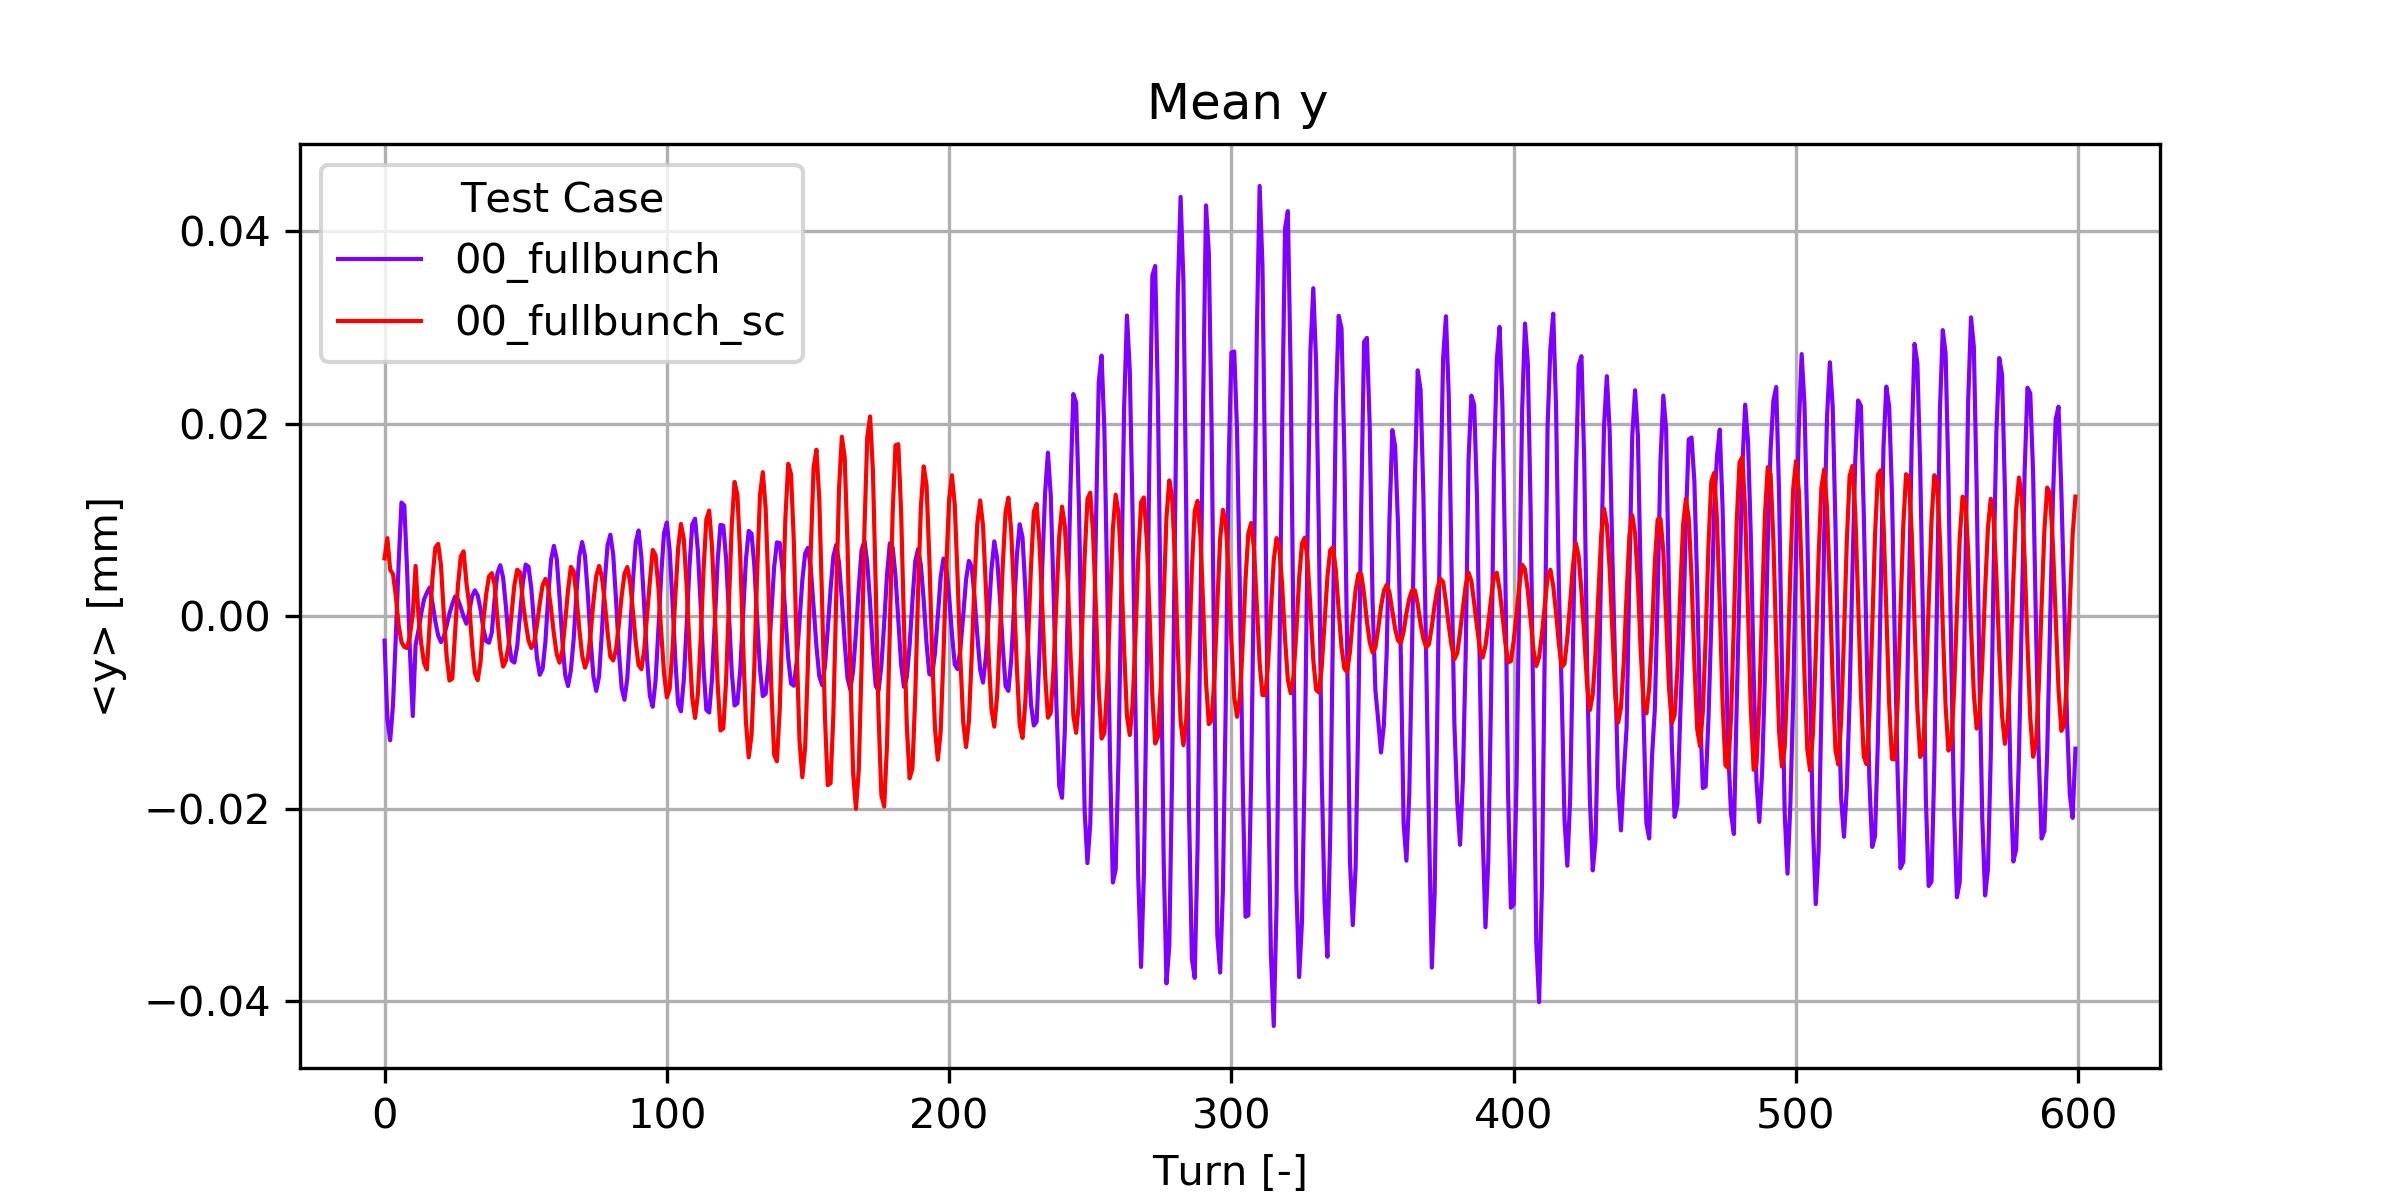 Mean y
Test Case
00_fullbunch
00_fullbunch_sc
<y> [mm]
0.04
0.02
0.00
−0.02
−0.04
0 100 200 300 400 500 600
Turn [-]